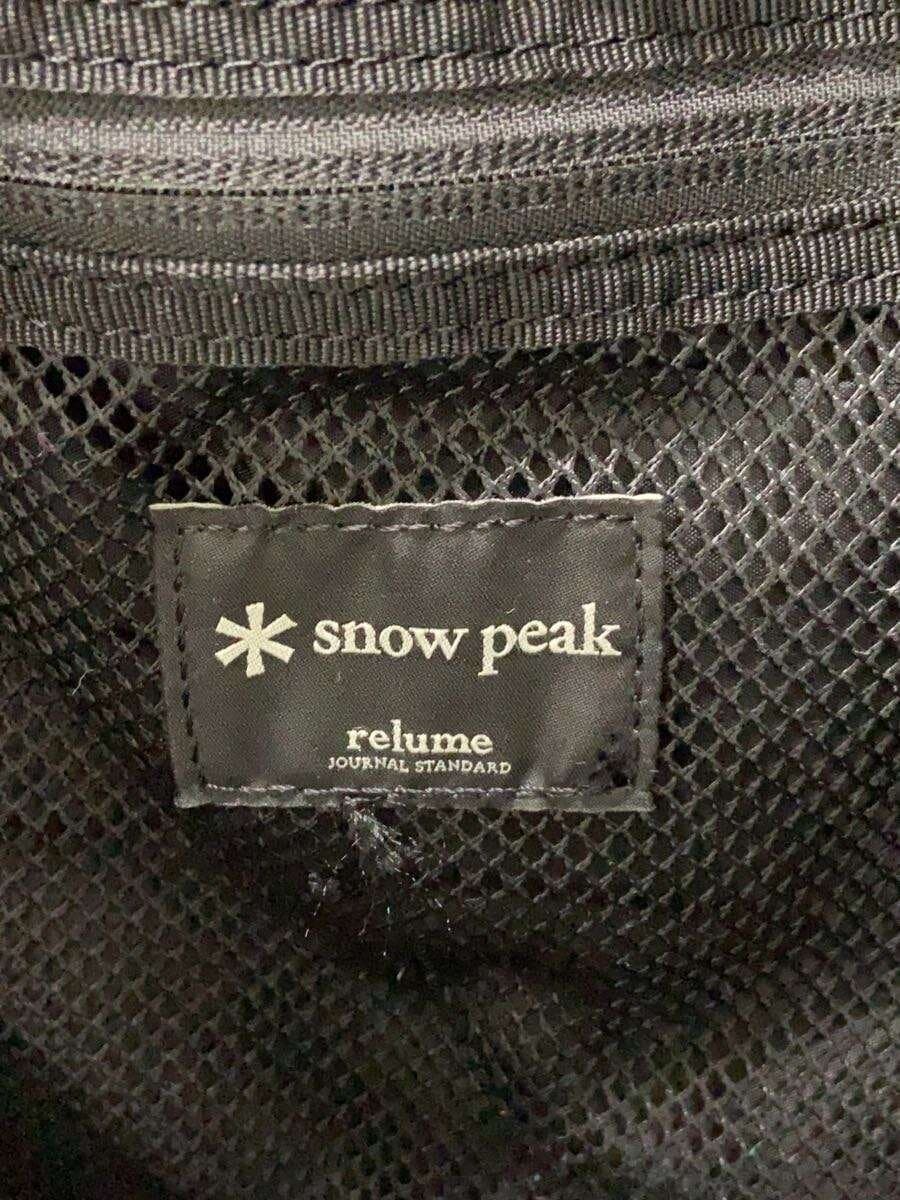 snow peak
relume
JOURNAL STANDARD